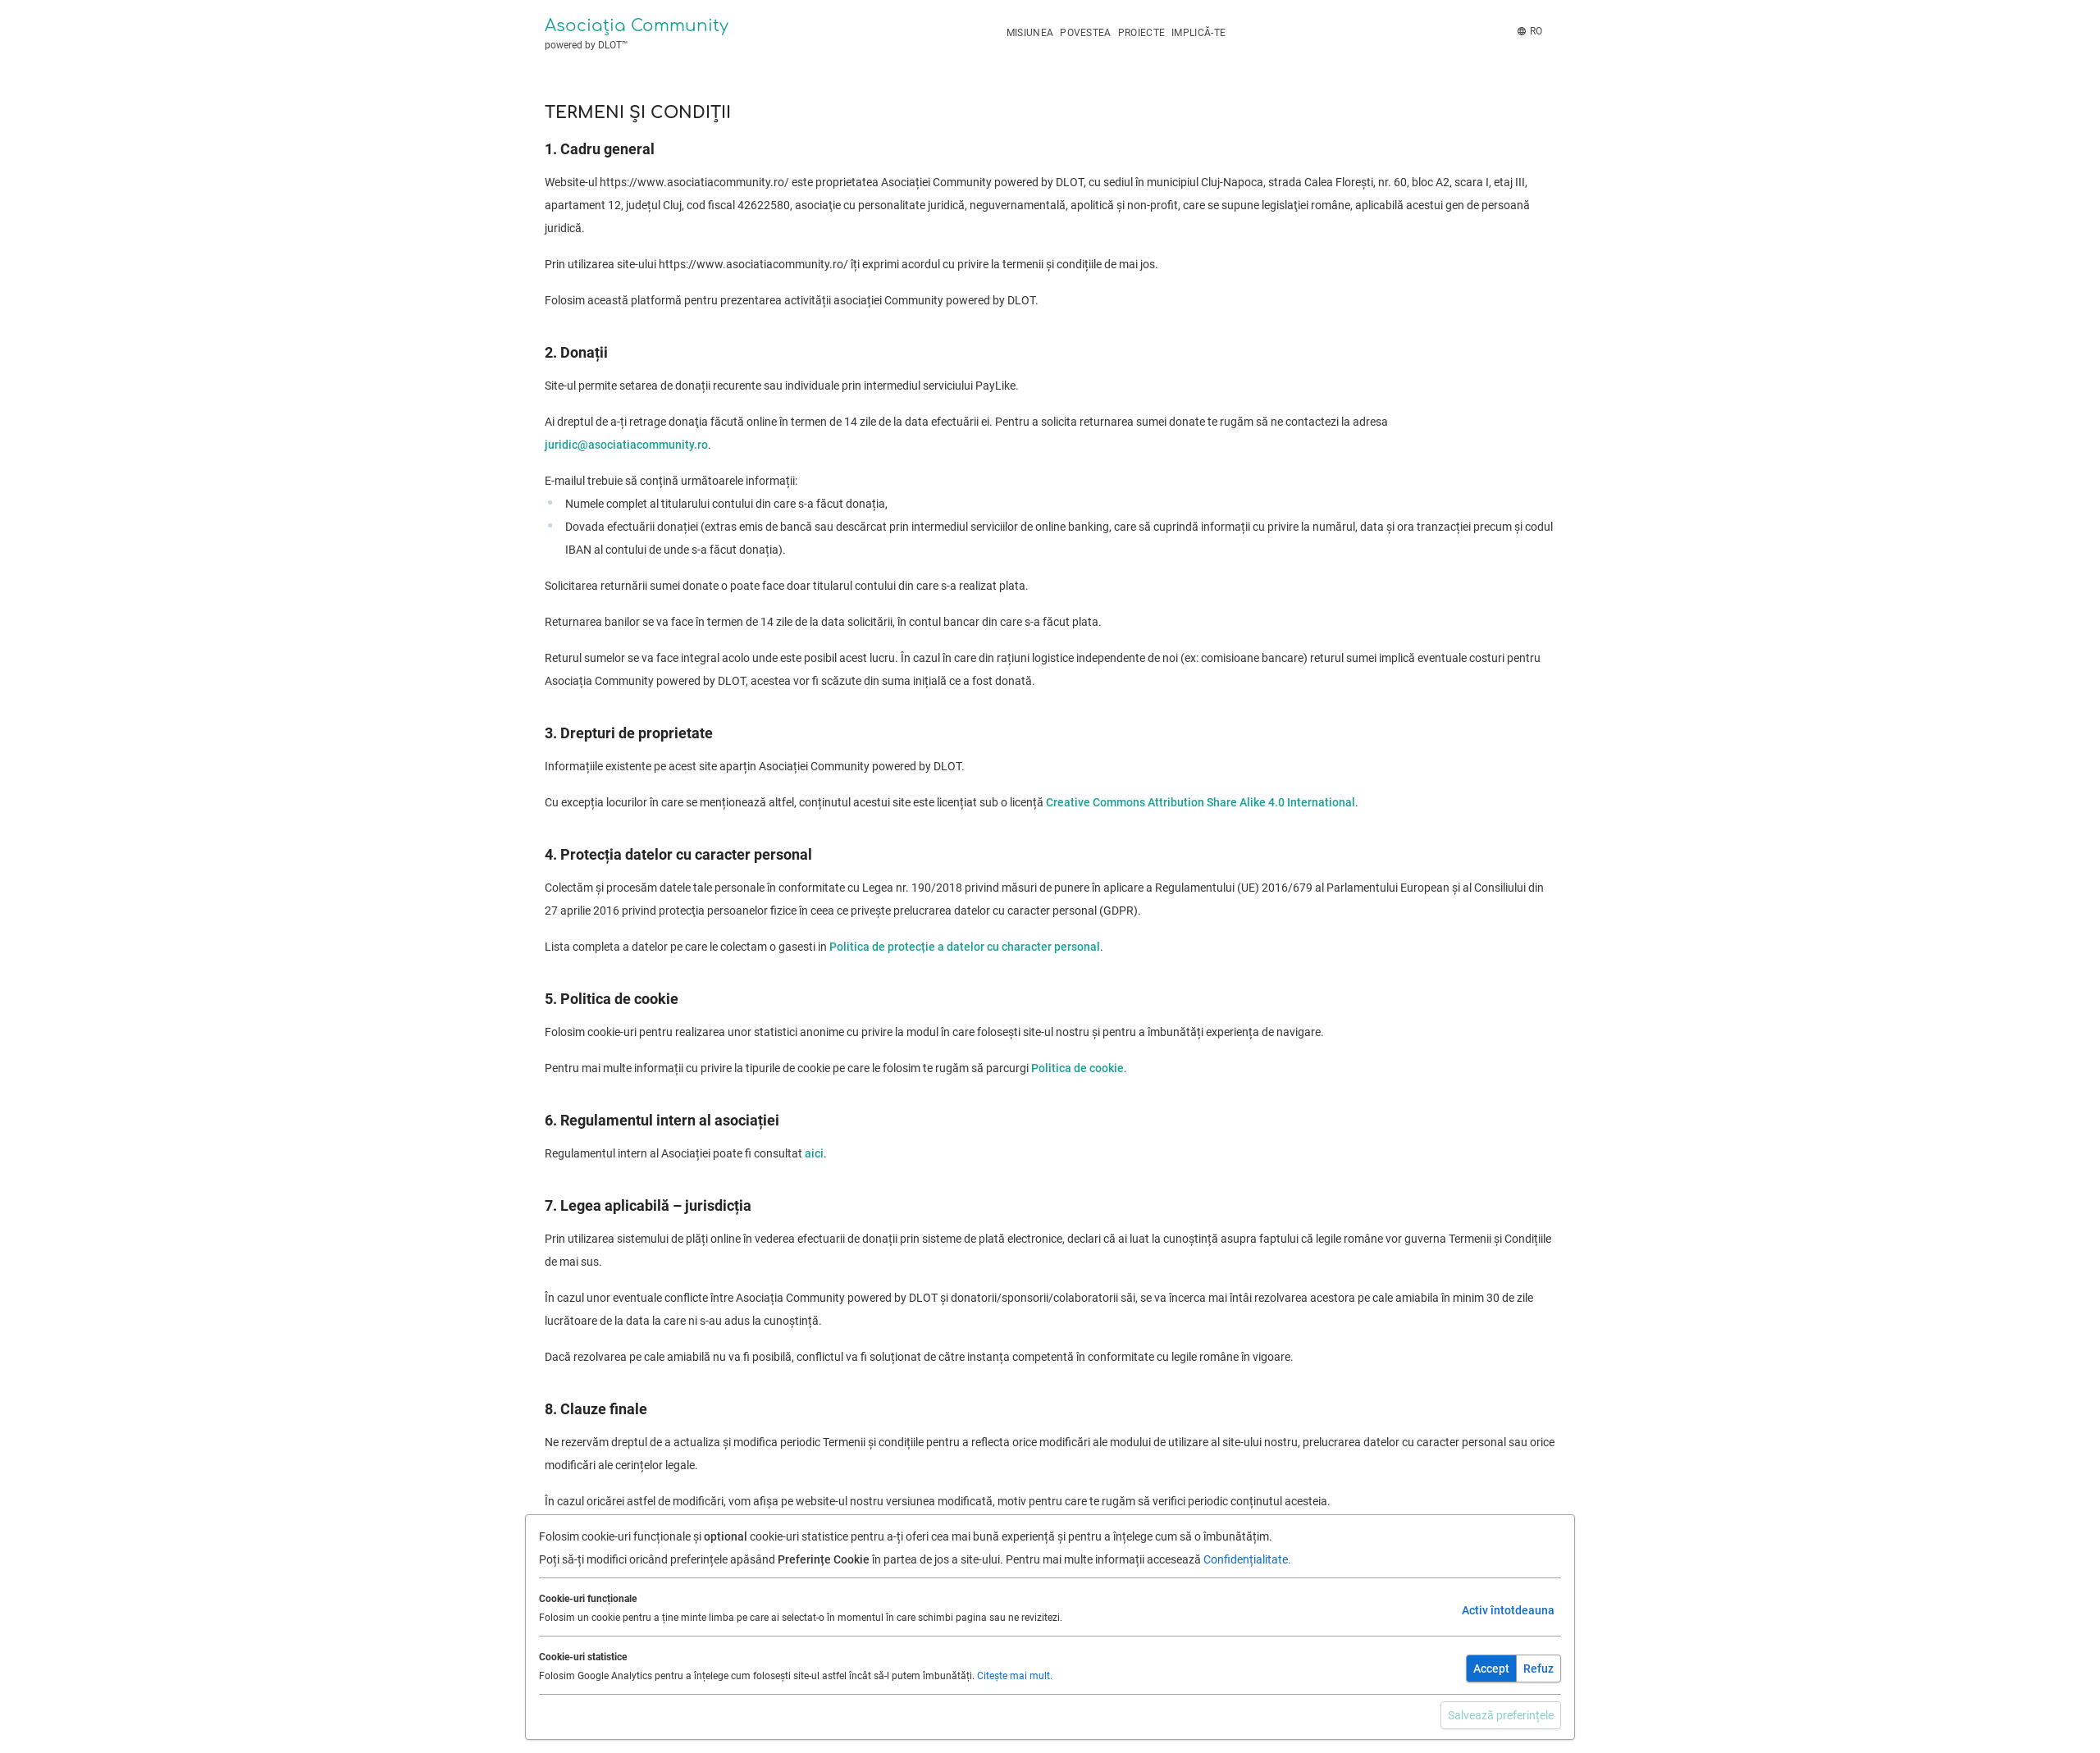 Asociația Community
powered by DLOT™
MISIUNEA POVESTEA PROIECTE IMPLICĂ-TE
RO
TERMENI ȘI CONDIȚII
1. Cadru general
Website-ul https://www.asociatiacommunity.ro/ este proprietatea Asociației Community powered by DLOT, cu sediul în municipiul Cluj-Napoca, strada Calea Florești, nr. 60, bloc A2, scara I, etaj III,
apartament 12, județul Cluj, cod fiscal 42622580, asociaţie cu personalitate juridică, neguvernamentală, apolitică și non-profit, care se supune legislaţiei române, aplicabilă acestui gen de persoană
juridică.
Prin utilizarea site-ului https://www.asociatiacommunity.ro/ îți exprimi acordul cu privire la termenii și condițiile de mai jos.
Folosim această platformă pentru prezentarea activității asociației Community powered by DLOT.
2. Donații
Site-ul permite setarea de donații recurente sau individuale prin intermediul serviciului PayLike.
Ai dreptul de a-ți retrage donaţia făcută online în termen de 14 zile de la data efectuării ei. Pentru a solicita returnarea sumei donate te rugăm să ne contactezi la adresa
juridic@asociatiacommunity.ro.
E-mailul trebuie să conțină următoarele informații:
Numele complet al titularului contului din care s-a făcut donația,
Dovada efectuării donației (extras emis de bancă sau descărcat prin intermediul serviciilor de online banking, care să cuprindă informații cu privire la numărul, data și ora tranzacției precum și codul
IBAN al contului de unde s-a făcut donația).
Solicitarea returnării sumei donate o poate face doar titularul contului din care s-a realizat plata.
Returnarea banilor se va face în termen de 14 zile de la data solicitării, în contul bancar din care s-a făcut plata.
Returul sumelor se va face integral acolo unde este posibil acest lucru. În cazul în care din rațiuni logistice independente de noi (ex: comisioane bancare) returul sumei implică eventuale costuri pentru
Asociația Community powered by DLOT, acestea vor fi scăzute din suma inițială ce a fost donată.
3. Drepturi de proprietate
Informațiile existente pe acest site aparțin Asociației Community powered by DLOT.
Cu excepția locurilor în care se menționează altfel, conținutul acestui site este licențiat sub o licență Creative Commons Attribution Share Alike 4.0 International.
4. Protecția datelor cu caracter personal
Colectăm și procesăm datele tale personale în conformitate cu Legea nr. 190/2018 privind măsuri de punere în aplicare a Regulamentului (UE) 2016/679 al Parlamentului European și al Consiliului din
27 aprilie 2016 privind protecţia persoanelor fizice în ceea ce privește prelucrarea datelor cu caracter personal (GDPR).
Lista completa a datelor pe care le colectam o gasesti in Politica de protecție a datelor cu character personal.
5. Politica de cookie
Folosim cookie-uri pentru realizarea unor statistici anonime cu privire la modul în care folosești site-ul nostru și pentru a îmbunătăți experiența de navigare.
Pentru mai multe informații cu privire la tipurile de cookie pe care le folosim te rugăm să parcurgi Politica de cookie.
6. Regulamentul intern al asociației
Regulamentul intern al Asociației poate fi consultat aici.
7. Legea aplicabilă – jurisdicția
Prin utilizarea sistemului de plăți online în vederea efectuarii de donații prin sisteme de plată electronice, declari că ai luat la cunoștință asupra faptului că legile române vor guverna Termenii și Condițiile
de mai sus.
În cazul unor eventuale conflicte între Asociația Community powered by DLOT și donatorii/sponsorii/colaboratorii săi, se va încerca mai întâi rezolvarea acestora pe cale amiabila în minim 30 de zile
lucrătoare de la data la care ni s-au adus la cunoștință.
Dacă rezolvarea pe cale amiabilă nu va fi posibilă, conflictul va fi soluționat de către instanța competentă în conformitate cu legile române în vigoare.
8. Clauze finale
Ne rezervăm dreptul de a actualiza și modifica periodic Termenii și condițiile pentru a reflecta orice modificări ale modului de utilizare al site-ului nostru, prelucrarea datelor cu caracter personal sau orice
modificări ale cerințelor legale.
În cazul oricărei astfel de modificări, vom afișa pe website-ul nostru versiunea modificată, motiv pentru care te rugăm să verifici periodic conținutul acesteia.
Folosim cookie-uri funcționale și optional cookie-uri statistice pentru a-ți oferi cea mai bună experiență și pentru a înțelege cum să o îmbunătățim.
Poți să-ți modifici oricând preferințele apăsând Preferințe Cookie în partea de jos a site-ului. Pentru mai multe informații accesează Confidențialitate.
Cookie-uri funcționale
Folosim un cookie pentru a ține minte limba pe care ai selectat-o în momentul în care schimbi pagina sau ne revizitezi.
Activ întotdeauna
Cookie-uri statistice
Folosim Google Analytics pentru a înțelege cum folosești site-ul astfel încât să-l putem îmbunătăți. Citește mai mult.
Accept Refuz
Salvează preferințele